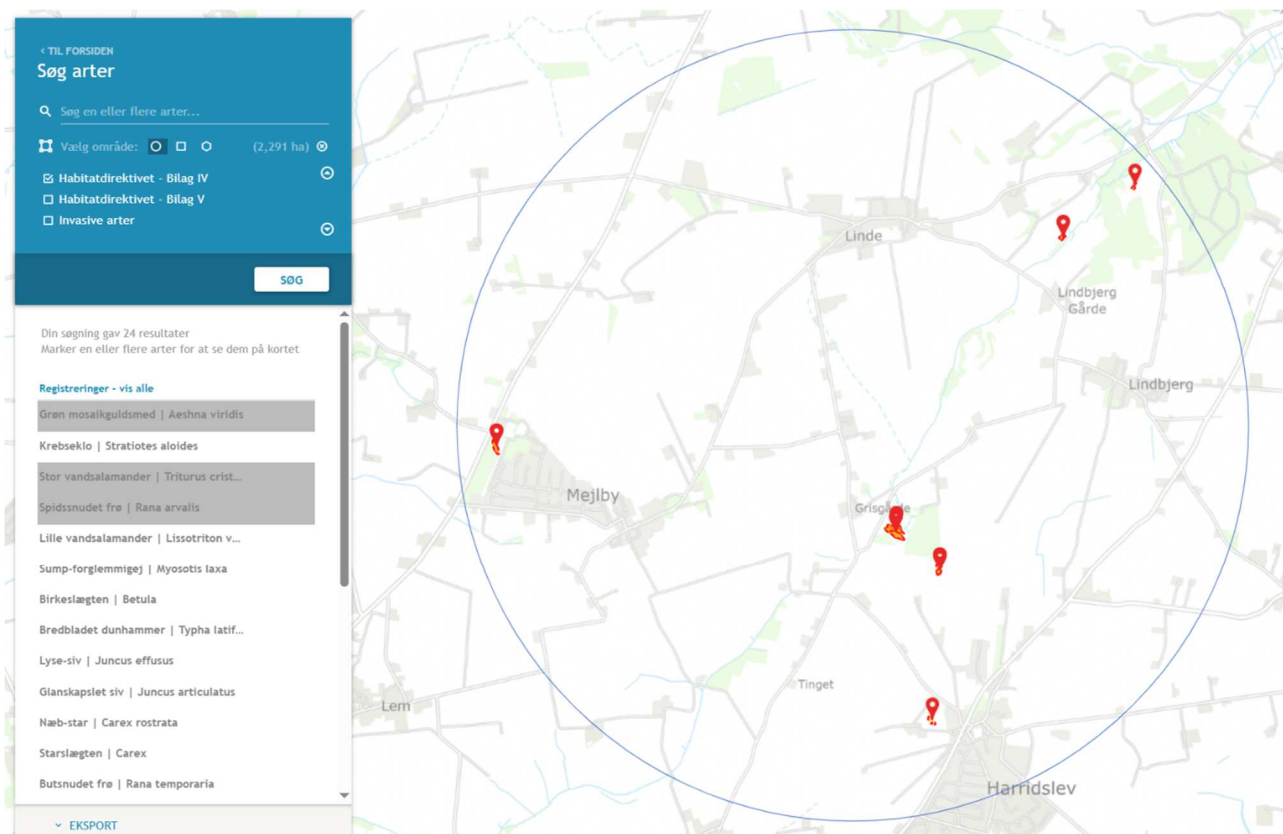 < TIL FORSIDEN
Søg arter
Søg en eller flere arter...
Vælg område: (2,291 ha)
Habitatdirektivet - Bilag IV
Habitatdirektivet - Bilag V
Invasive arter
SØG
Din søgning gav 24 resultater
Marker en eller flere arter for at se dem på kortet
Registreringer - vis alle
Grøn mosaikguldsmed | Aeshna viridis
Krebseklo | Stratiotes aloides
Stor vandsalamander | Triturus crist...
Spidssnudet frø | Rana arvalis
Lille vandsalamander | Lissotriton v...
Sump-forglemmigej | Myosotis laxa
Birkeslægten | Betula
Bredbladet dunhammer | Typha latif...
Lyse-siv | Juncus effusus
Glanskapslet siv | Juncus articulatus
Næb-star | Carex rostrata
Starslægten | Carex
Butsnudet frø | Rana temporaria
EKSPORT
Linde
Lindbjerg
Gårde
Lindbjerg
Mejlby
Grisgårde
Tinget
Lem
Harridslev